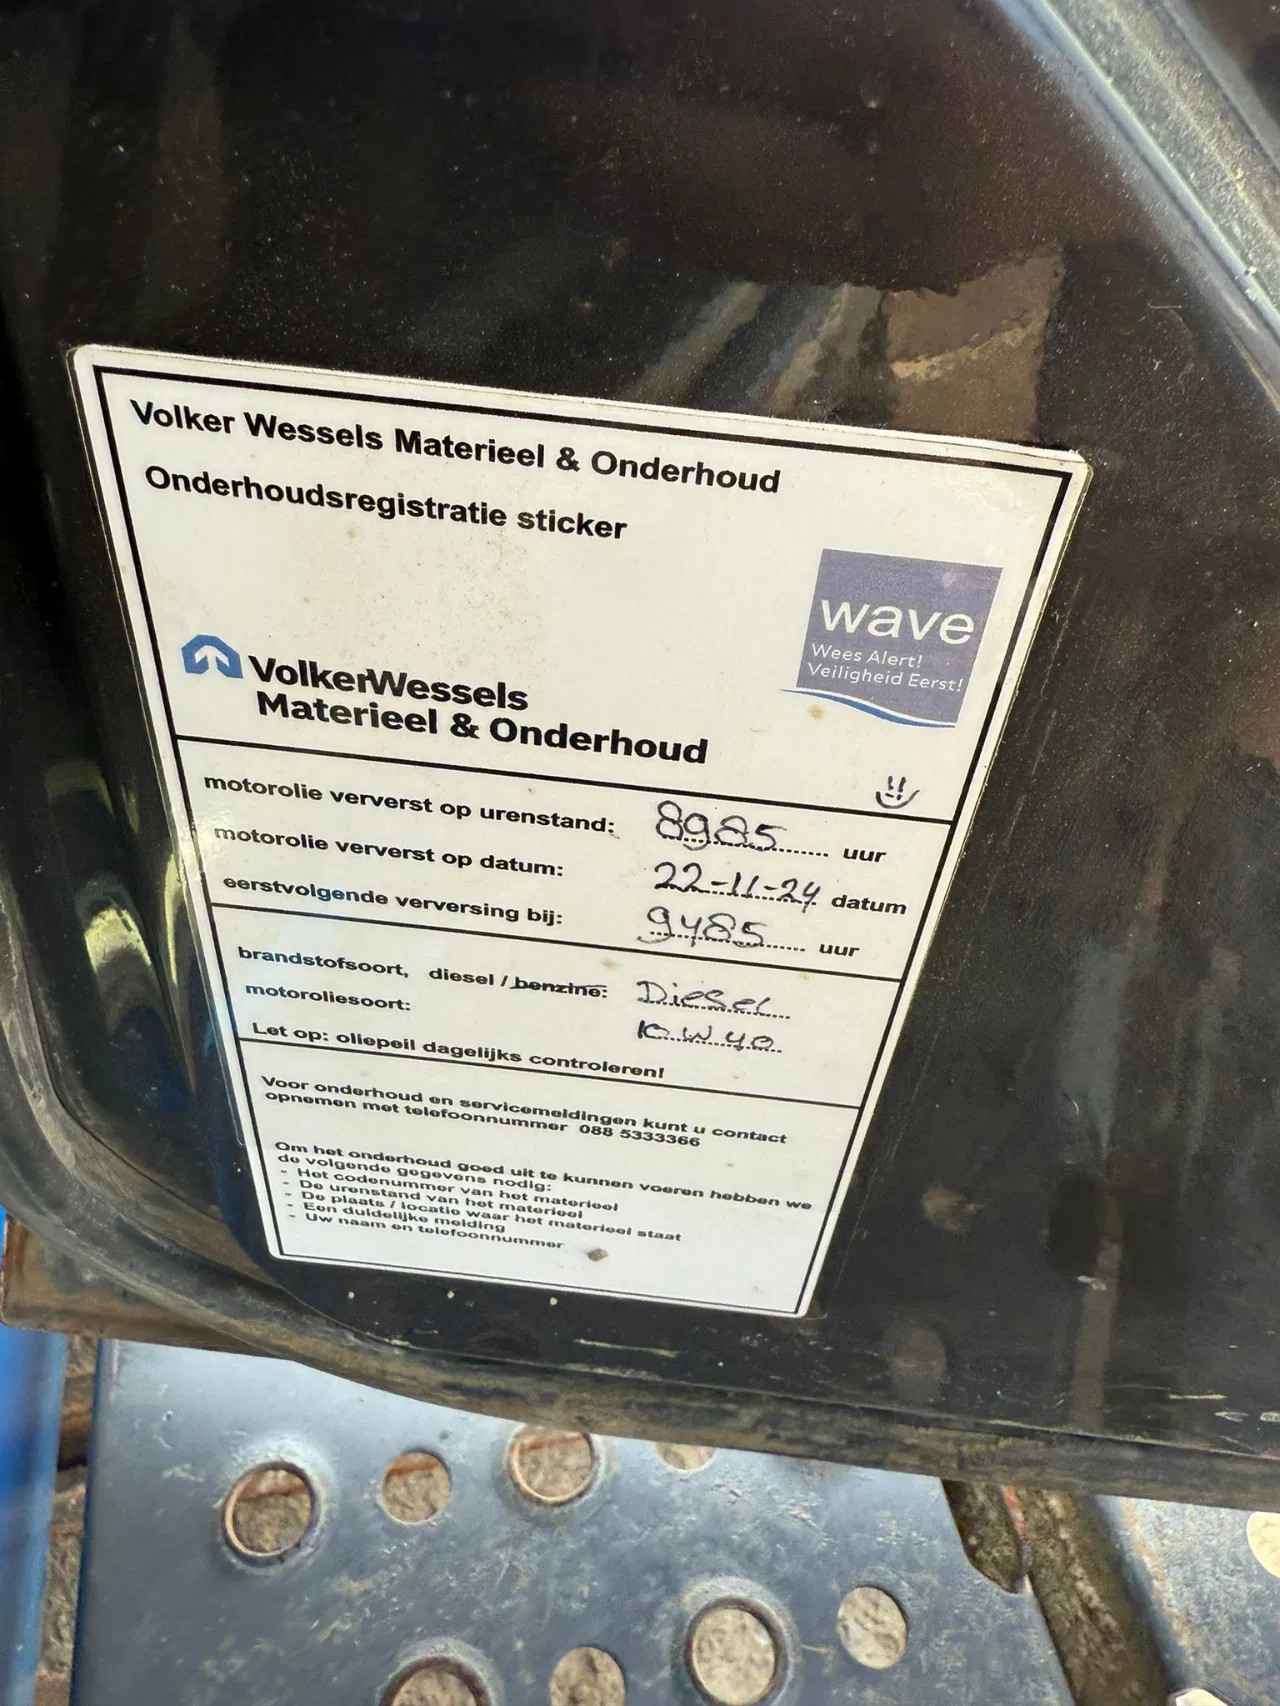 Volker Wessels Materieel & Onderhoud
Onderhoudsregistratie sticker
wave
Wees Alert!
Veiligheid Eerst!
VolkerWessels
Materieel & Onderhoud
motorolie ververst op urenstand: 8985 uur
motorolie ververst op datum: 22-11-24 datum
eerstvolgende verversing bij: 9485 uur
brandstofsoort, diesel / benzine: Diesel
motoroliesoort: 10W40
Let op: oliepeil dagelijks controleren!
Voor onderhoud en servicemeldingen kunt u contact
opnemen met telefoonnummer 088 5333366
Om het onderhoud goed uit te kunnen voeren hebben we
de volgende gegevens nodig:
- Het codenummer van het materieel
- De urenstand van het materieel
- De plaats / locatie waar het materieel staat
- Een duidelijke melding
- Uw naam en telefoonnummer